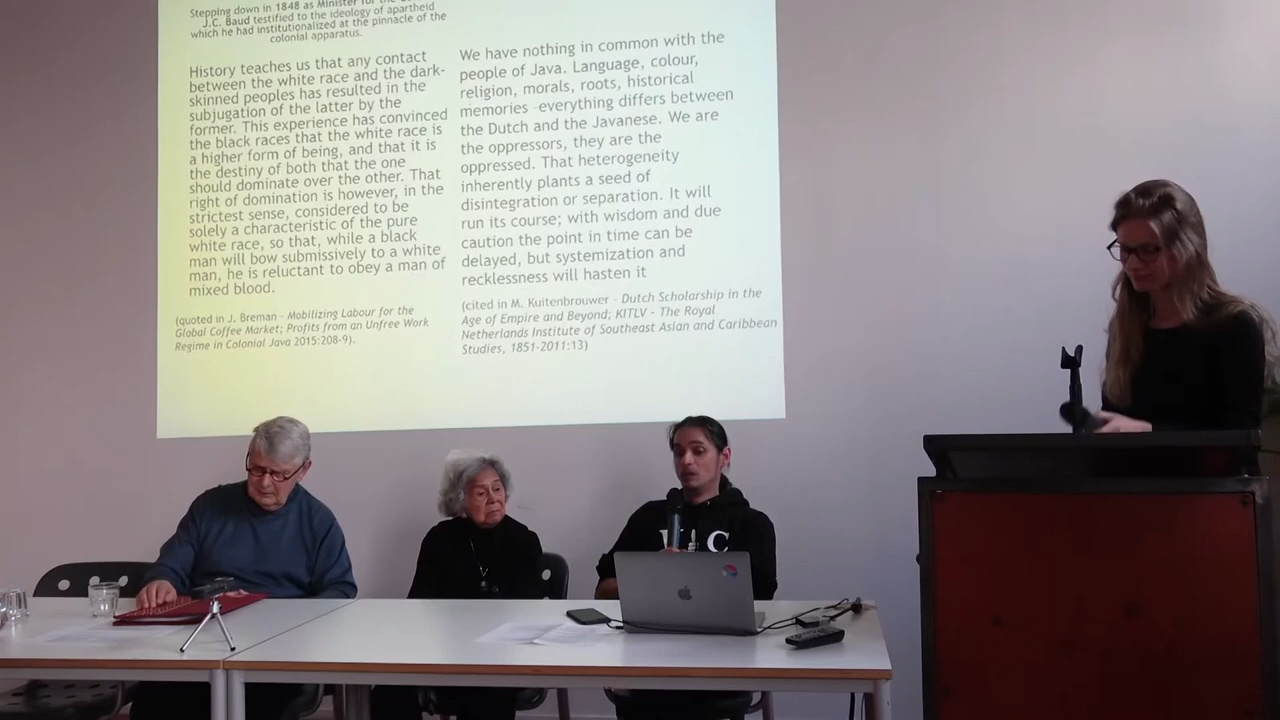 Stepping down in 1848 as Minister for the
J.C. Baud testified to the ideology of apartheid
which he had institutionalized at the pinnacle of the
colonial apparatus.
History teaches us that any contact
between the white race and the dark-
skinned peoples has resulted in the
subjugation of the latter by the
former. This experience has convinced
the black races that the white race is
a higher form of being, and that it is
the destiny of both that the one
should dominate over the other. That
right of domination is however, in the
strictest sense, considered to be
solely a characteristic of the pure
white race, so that, while a black
man will bow submissively to a white
man, he is reluctant to obey a man of
mixed blood.
(quoted in J. Breman - Mobilizing Labour for the
Global Coffee Market; Profits from an Unfree Work
Regime in Colonial Java 2015:208-9).
We have nothing in common with the
people of Java. Language, colour,
religion, morals, roots, historical
memories -everything differs between
the Dutch and the Javanese. We are
the oppressors, they are the
oppressed. That heterogeneity
inherently plants a seed of
disintegration or separation. It will
run its course; with wisdom and due
caution the point in time can be
delayed, but systemization and
recklessness will hasten it
(cited in M. Kuitenbrouwer - Dutch Scholarship in the
Age of Empire and Beyond; KITLV - The Royal
Netherlands Institute of Southeast Asian and Caribbean
Studies, 1851-2011:13)